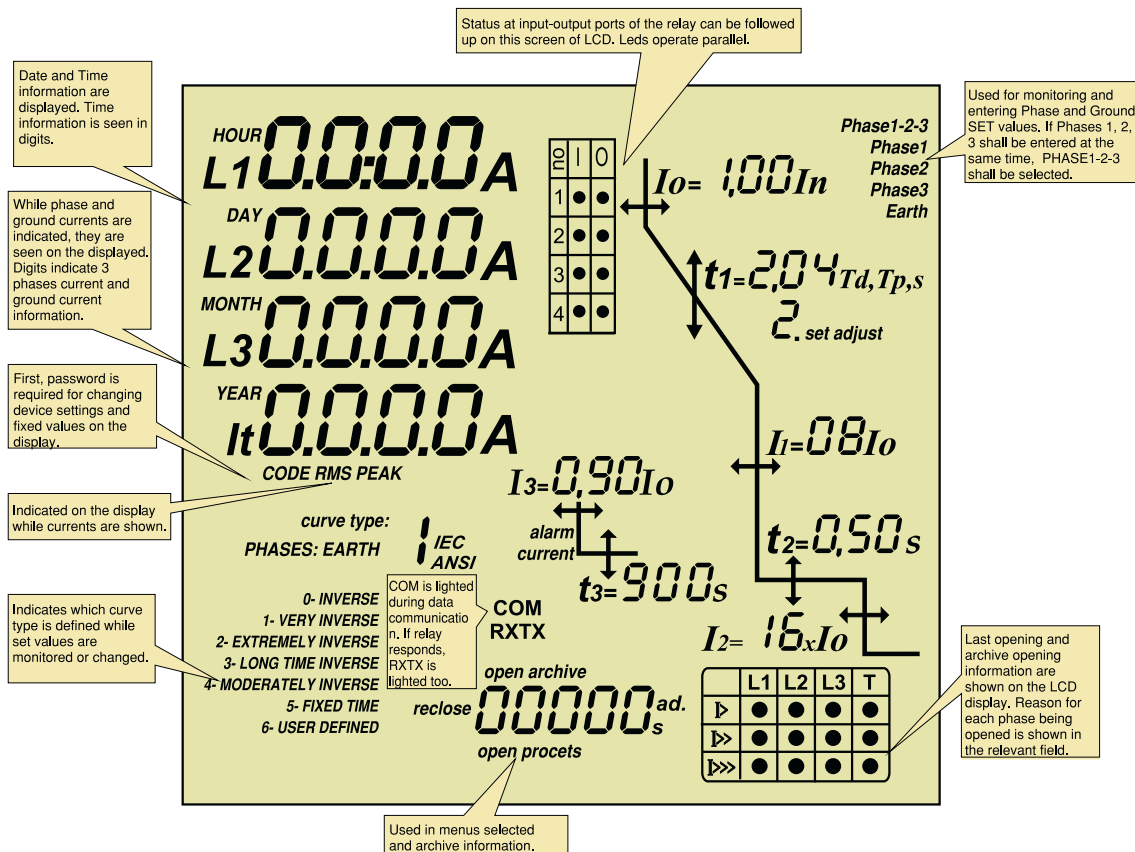 Status at input-output ports of the relay can be followed
up on this screen of LCD. Leds operate parallel.
Date and Time
information are
displayed. Time
information is seen in
digits.
While phase and
ground currents are
indicated, they are
seen on the displayed.
Digits indicate 3
phases current and
ground current
information.
First, password is
required for changing
device settings and
fixed values on the
display.
Indicated on the display
while currents are shown.
Indicates which curve
type is defined while
set values are
monitored or changed.
HOUR
L1 0.0:0.0 A
DAY
L2 0.0.0.0 A
MONTH
L3 0.0.0.0 A
YEAR
It 0.0.0.0 A
CODE RMS PEAK
curve type:
PHASES: EARTH
1 IEC
ANSI
0- INVERSE
1- VERY INVERSE
2- EXTREMELY INVERSE
3- LONG TIME INVERSE
4- MODERATELY INVERSE
5- FIXED TIME
6- USER DEFINED
COM is lighted
during data
communicatio
n. If relay
responds,
RXTX is
lighted too.
COM
RXTX
open archive
reclose 00000 ad.
s
open procets
Used in menus selected
and archive information.
no I O
1
2
3
4
Io= 1,00In
t1=2,04Td,Tp,s
2. set adjust
I1=08Io
I3=0,90Io
alarm
current
t3=900s
t2=0,50s
I2= 16xIo
Phase1-2-3
Phase1
Phase2
Phase3
Earth
Used for monitoring and
entering Phase and Ground
SET values. If Phases 1, 2,
3 shall be entered at the
same time, PHASE1-2-3
shall be selected.
L1 L2 L3 T
I>
I>>
I>>>
Last opening and
archive opening
information are
shown on the LCD
display. Reason for
each phase being
opened is shown in
the relevant field.